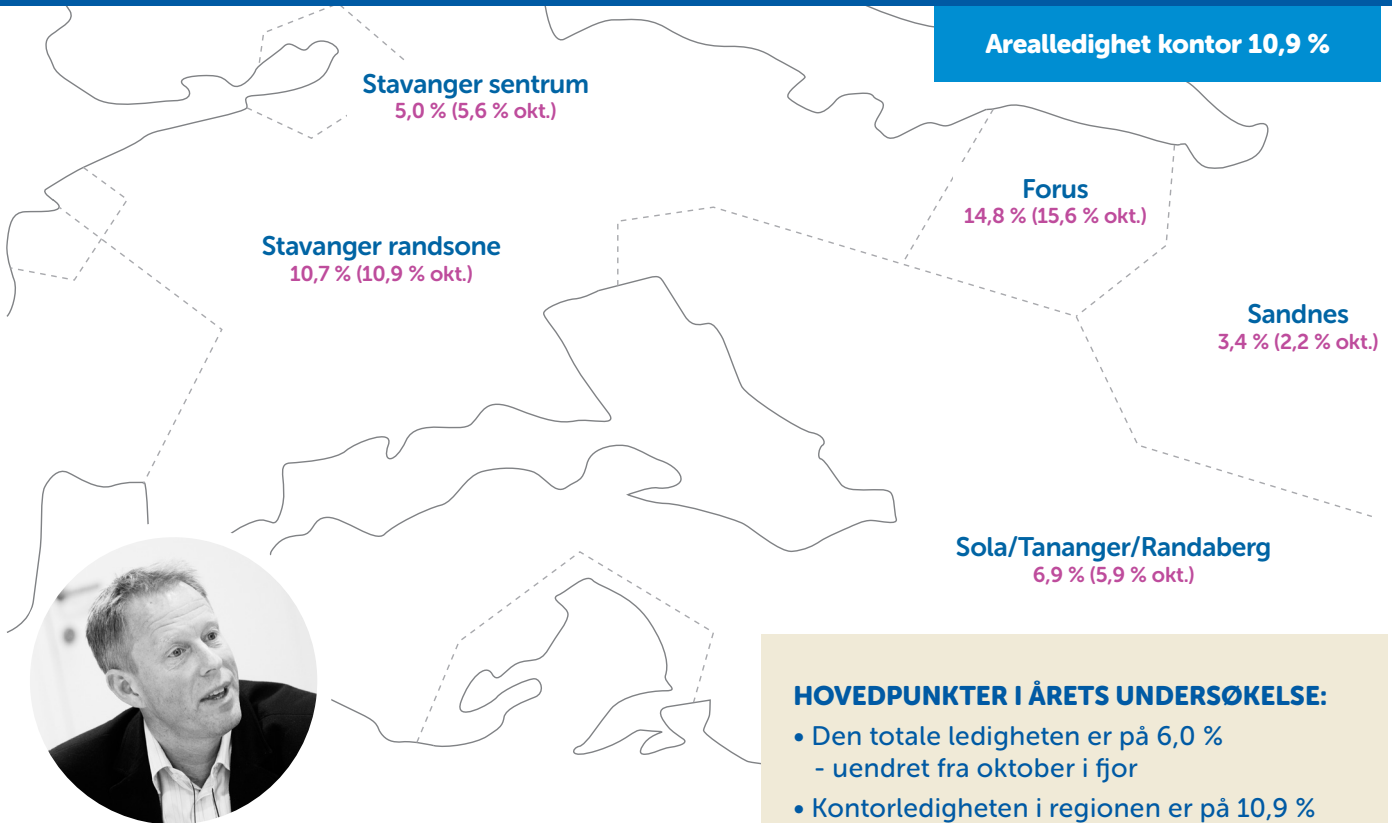 Arealledighet kontor 10,9 %
Stavanger sentrum
5,0 % (5,6 % okt.)
Forus
14,8 % (15,6 % okt.)
Stavanger randsone
10,7 % (10,9 % okt.)
Sandnes
3,4 % (2,2 % okt.)
Sola/Tananger/Randaberg
6,9 % (5,9 % okt.)
HOVEDPUNKTER I ÅRETS UNDERSØKELSE:
• Den totale ledigheten er på 6,0 %
- uendret fra oktober i fjor
• Kontorledigheten i regionen er på 10,9 %